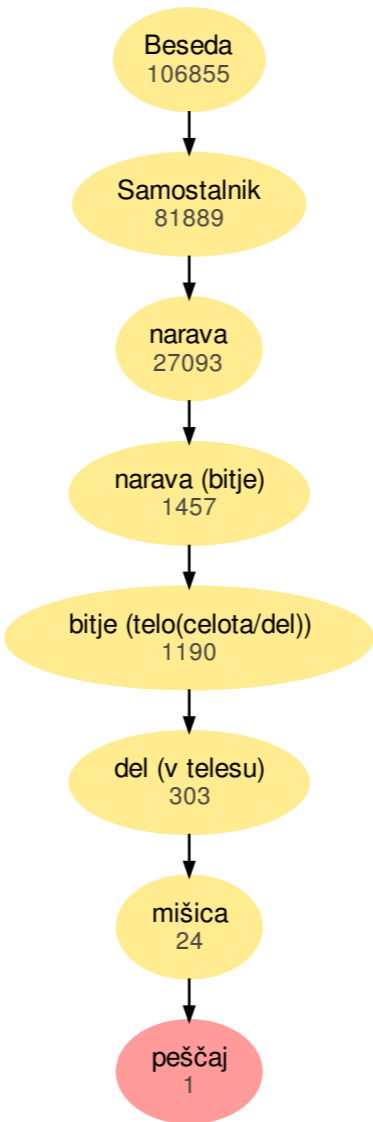 Beseda
106855
Samostalnik
81889
narava
27093
narava (bitje)
1457
bitje (telo(celota/del))
1190
del (v telesu)
303
mišica
24
peščaj
1